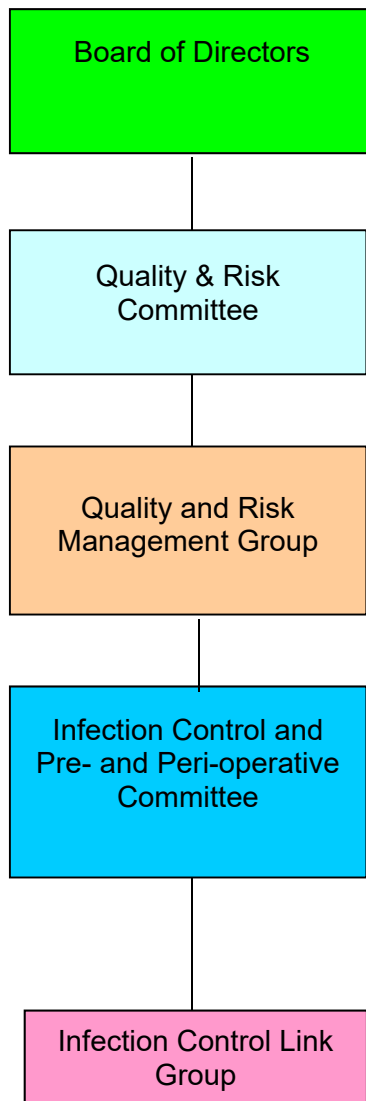 Board of Directors
Quality & Risk
Committee
Quality and Risk
Management Group
Infection Control and
Pre- and Peri-operative
Committee
Infection Control Link
Group